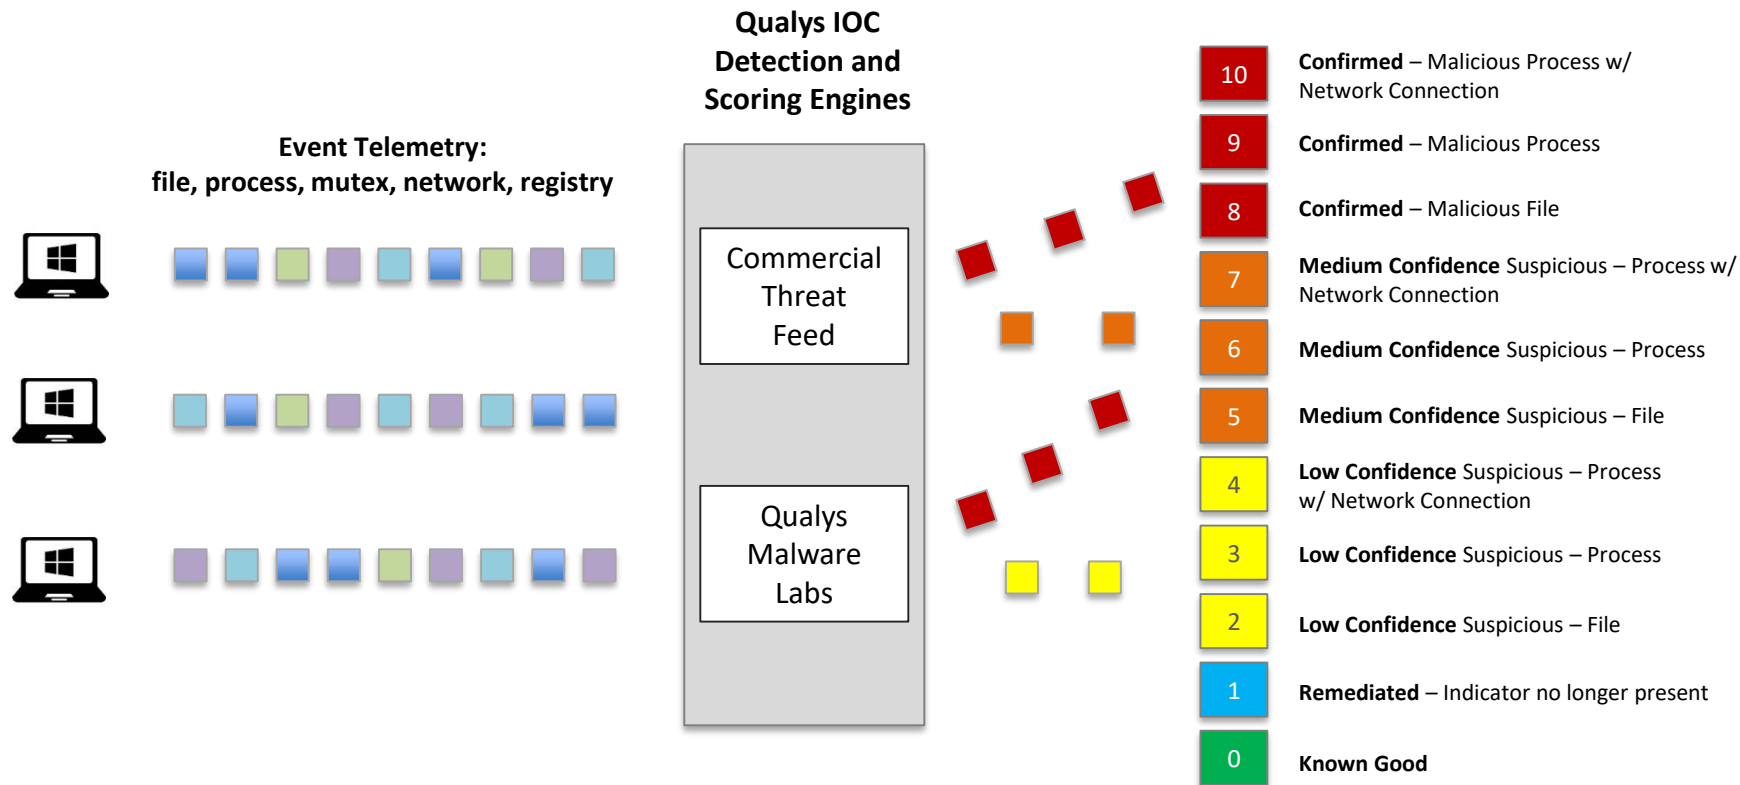 Qualys IOC
Detection and
Scoring Engines
Event Telemetry:
file, process, mutex, network, registry
Commercial
Threat
Feed
Qualys
Malware
Labs
10
Confirmed – Malicious Process w/
Network Connection
9
Confirmed – Malicious Process
8
Confirmed – Malicious File
7
Medium Confidence Suspicious – Process w/
Network Connection
6
Medium Confidence Suspicious – Process
5
Medium Confidence Suspicious – File
4
Low Confidence Suspicious – Process
w/ Network Connection
3
Low Confidence Suspicious – Process
2
Low Confidence Suspicious – File
1
Remediated – Indicator no longer present
0
Known Good